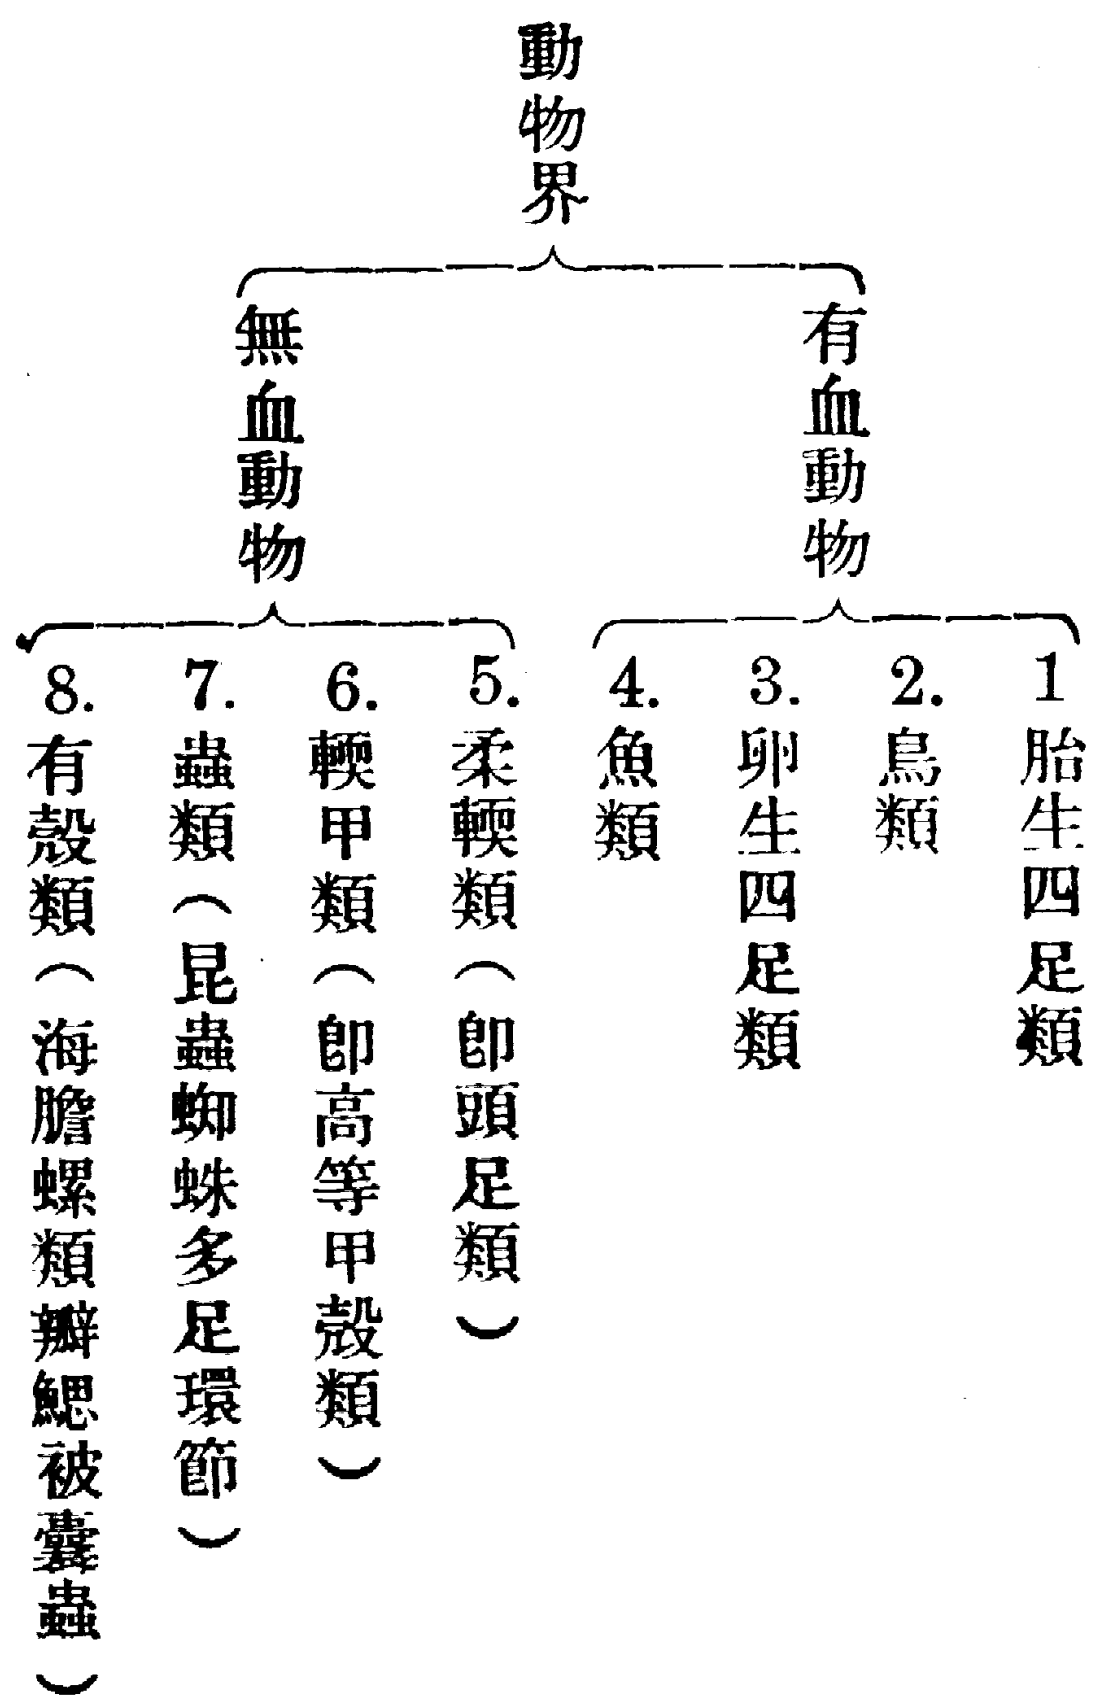 動物界
有血動物
1 胎生四足類
2. 鳥類
3. 卵生四足類
4. 魚類
無血動物
5. 柔輭類(卽頭足類)
6. 輭甲類(卽高等甲殼類)
7. 蟲類(昆蟲蜘蛛多足環節)
8. 有殼類(海膽螺類瓣鰓被囊蟲)